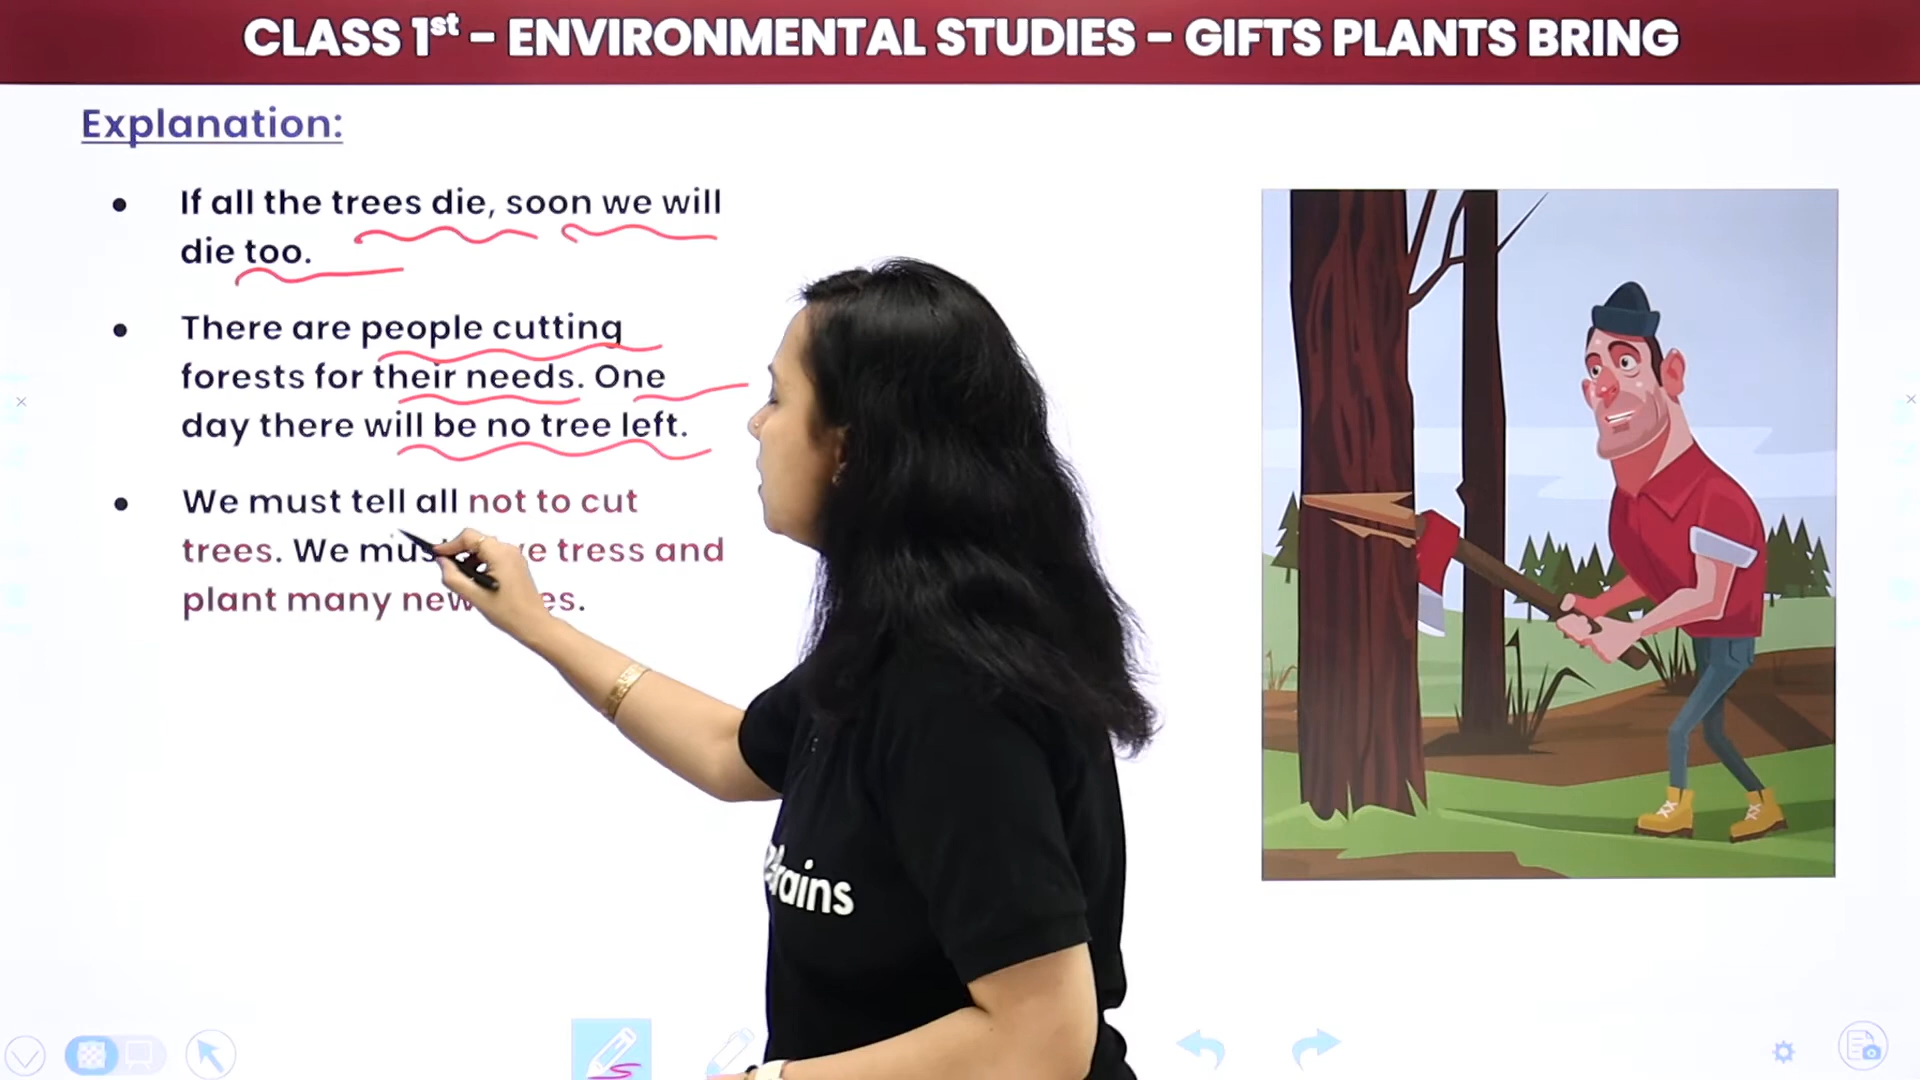 CLASS 1st - ENVIRONMENTAL STUDIES - GIFTS PLANTS BRING
Explanation:
• If all the trees die, soon we will
die too.
• There are people cutting
forests for their needs. One
day there will be no tree left.
• We must tell all not to cut
trees. We must tress and
plant many new